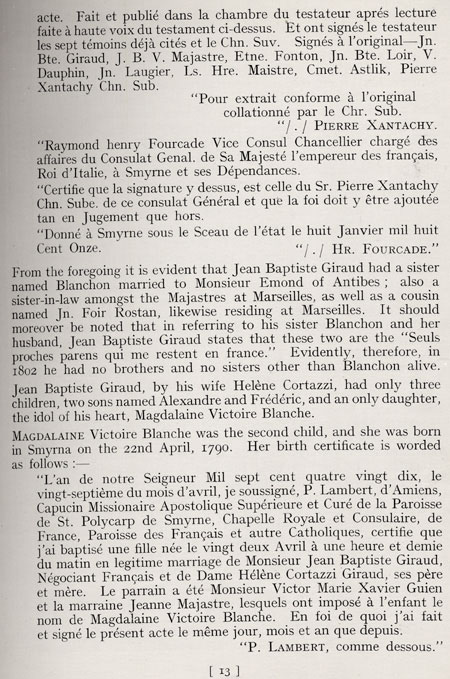 acte. Fait et publié dans la chambre du testateur aprés lecture
faite à haute voix du testament ci-dessus. Et ont signés le testateur
les sept témoins déjà cités et le Chn. Suv. Signés à l'original—Jn.
Bte. Giraud, J. B. V. Majastre, Etne. Fonton, Jn. Bte. Loir, V.
Dauphin, Jn. Laugier, Ls. Hre. Maistre, Cmet. Astlik, Pierre
Xantachy Chn. Sub.
"Pour extrait conforme à l'original
collationné par le Chr. Sub.
"/./ PIERRE XANTACHY.
"Raymond henry Fourcade Vice Consul Chancellier chargé des
affaires du Consulat Genal. de Sa Majesté l'empereur des français,
Roi d'Italie, à Smyrne et ses Dépendances.
"Certifie que la signature y dessus, est celle du Sr. Pierre Xantachy
Chn. Sube. de ce consulat Général et que la foi doit y être ajoutée
tan en Jugement que hors.
"Donné à Smyrne sous le Sceau de l'état le huit Janvier mil huit
Cent Onze. "/./ HR. FOURCADE."
From the foregoing it is evident that Jean Baptiste Giraud had a sister
named Blanchon married to Monsieur Emond of Antibes; also a
sister-in-law amongst the Majastres at Marseilles, as well as a cousin
named Jn. Foir Rostan, likewise residing at Marseilles. It should
moreover be noted that in referring to his sister Blanchon and her
husband, Jean Baptiste Giraud states that these two are the "Seuls
proches parens qui me restent en france." Evidently, therefore, in
1802 he had no brothers and no sisters other than Blanchon alive.
Jean Baptiste Giraud, by his wife Helène Cortazzi, had only three
children, two sons named Alexandre and Frédéric, and an only daughter,
the idol of his heart, Magdalaine Victoire Blanche.
MAGDALAINE Victoire Blanche was the second child, and she was born
in Smyrna on the 22nd April, 1790. Her birth certificate is worded
as follows :—
"L'an de notre Seigneur Mil sept cent quatre vingt dix, le
vingt-septième du mois d'avril, je soussigné, P. Lambert, d'Amiens,
Capucin Missionaire Apostolique Supérieure et Curé de la Paroisse
de St. Polycarp de Smyrne, Chapelle Royale et Consulaire, de
France, Paroisse des Français et autre Catholiques, certifie que
j'ai baptisé une fille née le vingt deux Avril à une heure et demie
du matin en legitime marriage de Monsieur Jean Baptiste Giraud,
Négociant Français et de Dame Hélène Cortazzi Giraud, ses père
et mère. Le parrain a été Monsieur Victor Marie Xavier Guien
et la marraine Jeanne Majastre, lesquels ont imposé à l'enfant le
nom de Magdalaine Victoire Blanche. En foi de quoi j'ai fait
et signé le présent acte le même jour, mois et an que depuis.
"P. LAMBERT, comme dessous."
[ 13 ]